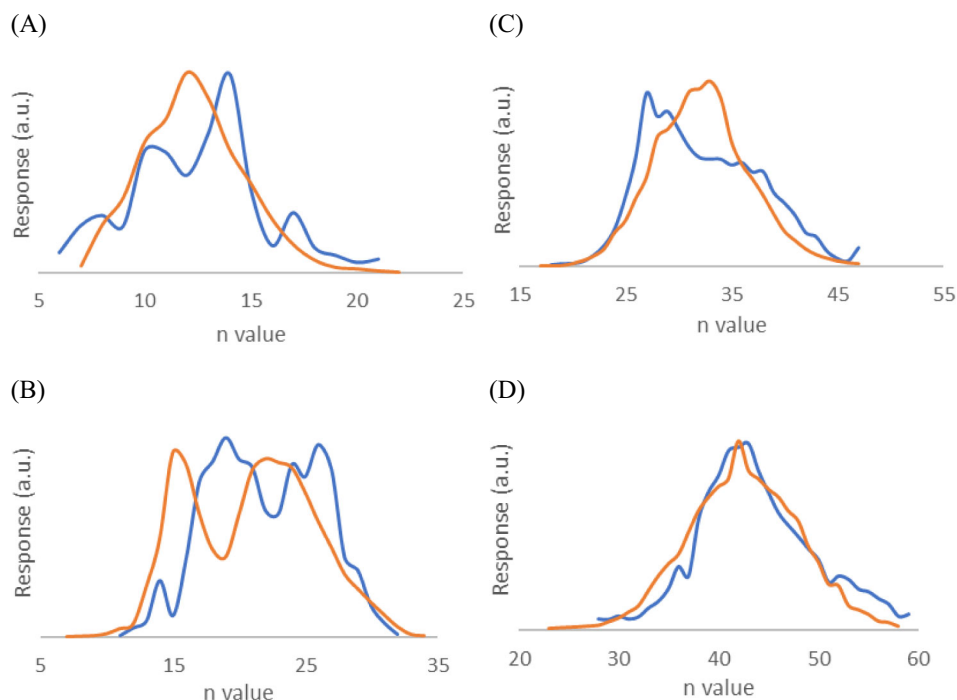 (A)
Response (a.u.)
5 10 15 20 25
n value
(B)
Response (a.u.)
5 15 25 35
n value
(C)
Response (a.u.)
15 25 35 45 55
n value
(D)
Response (a.u.)
20 30 40 50 60
n value